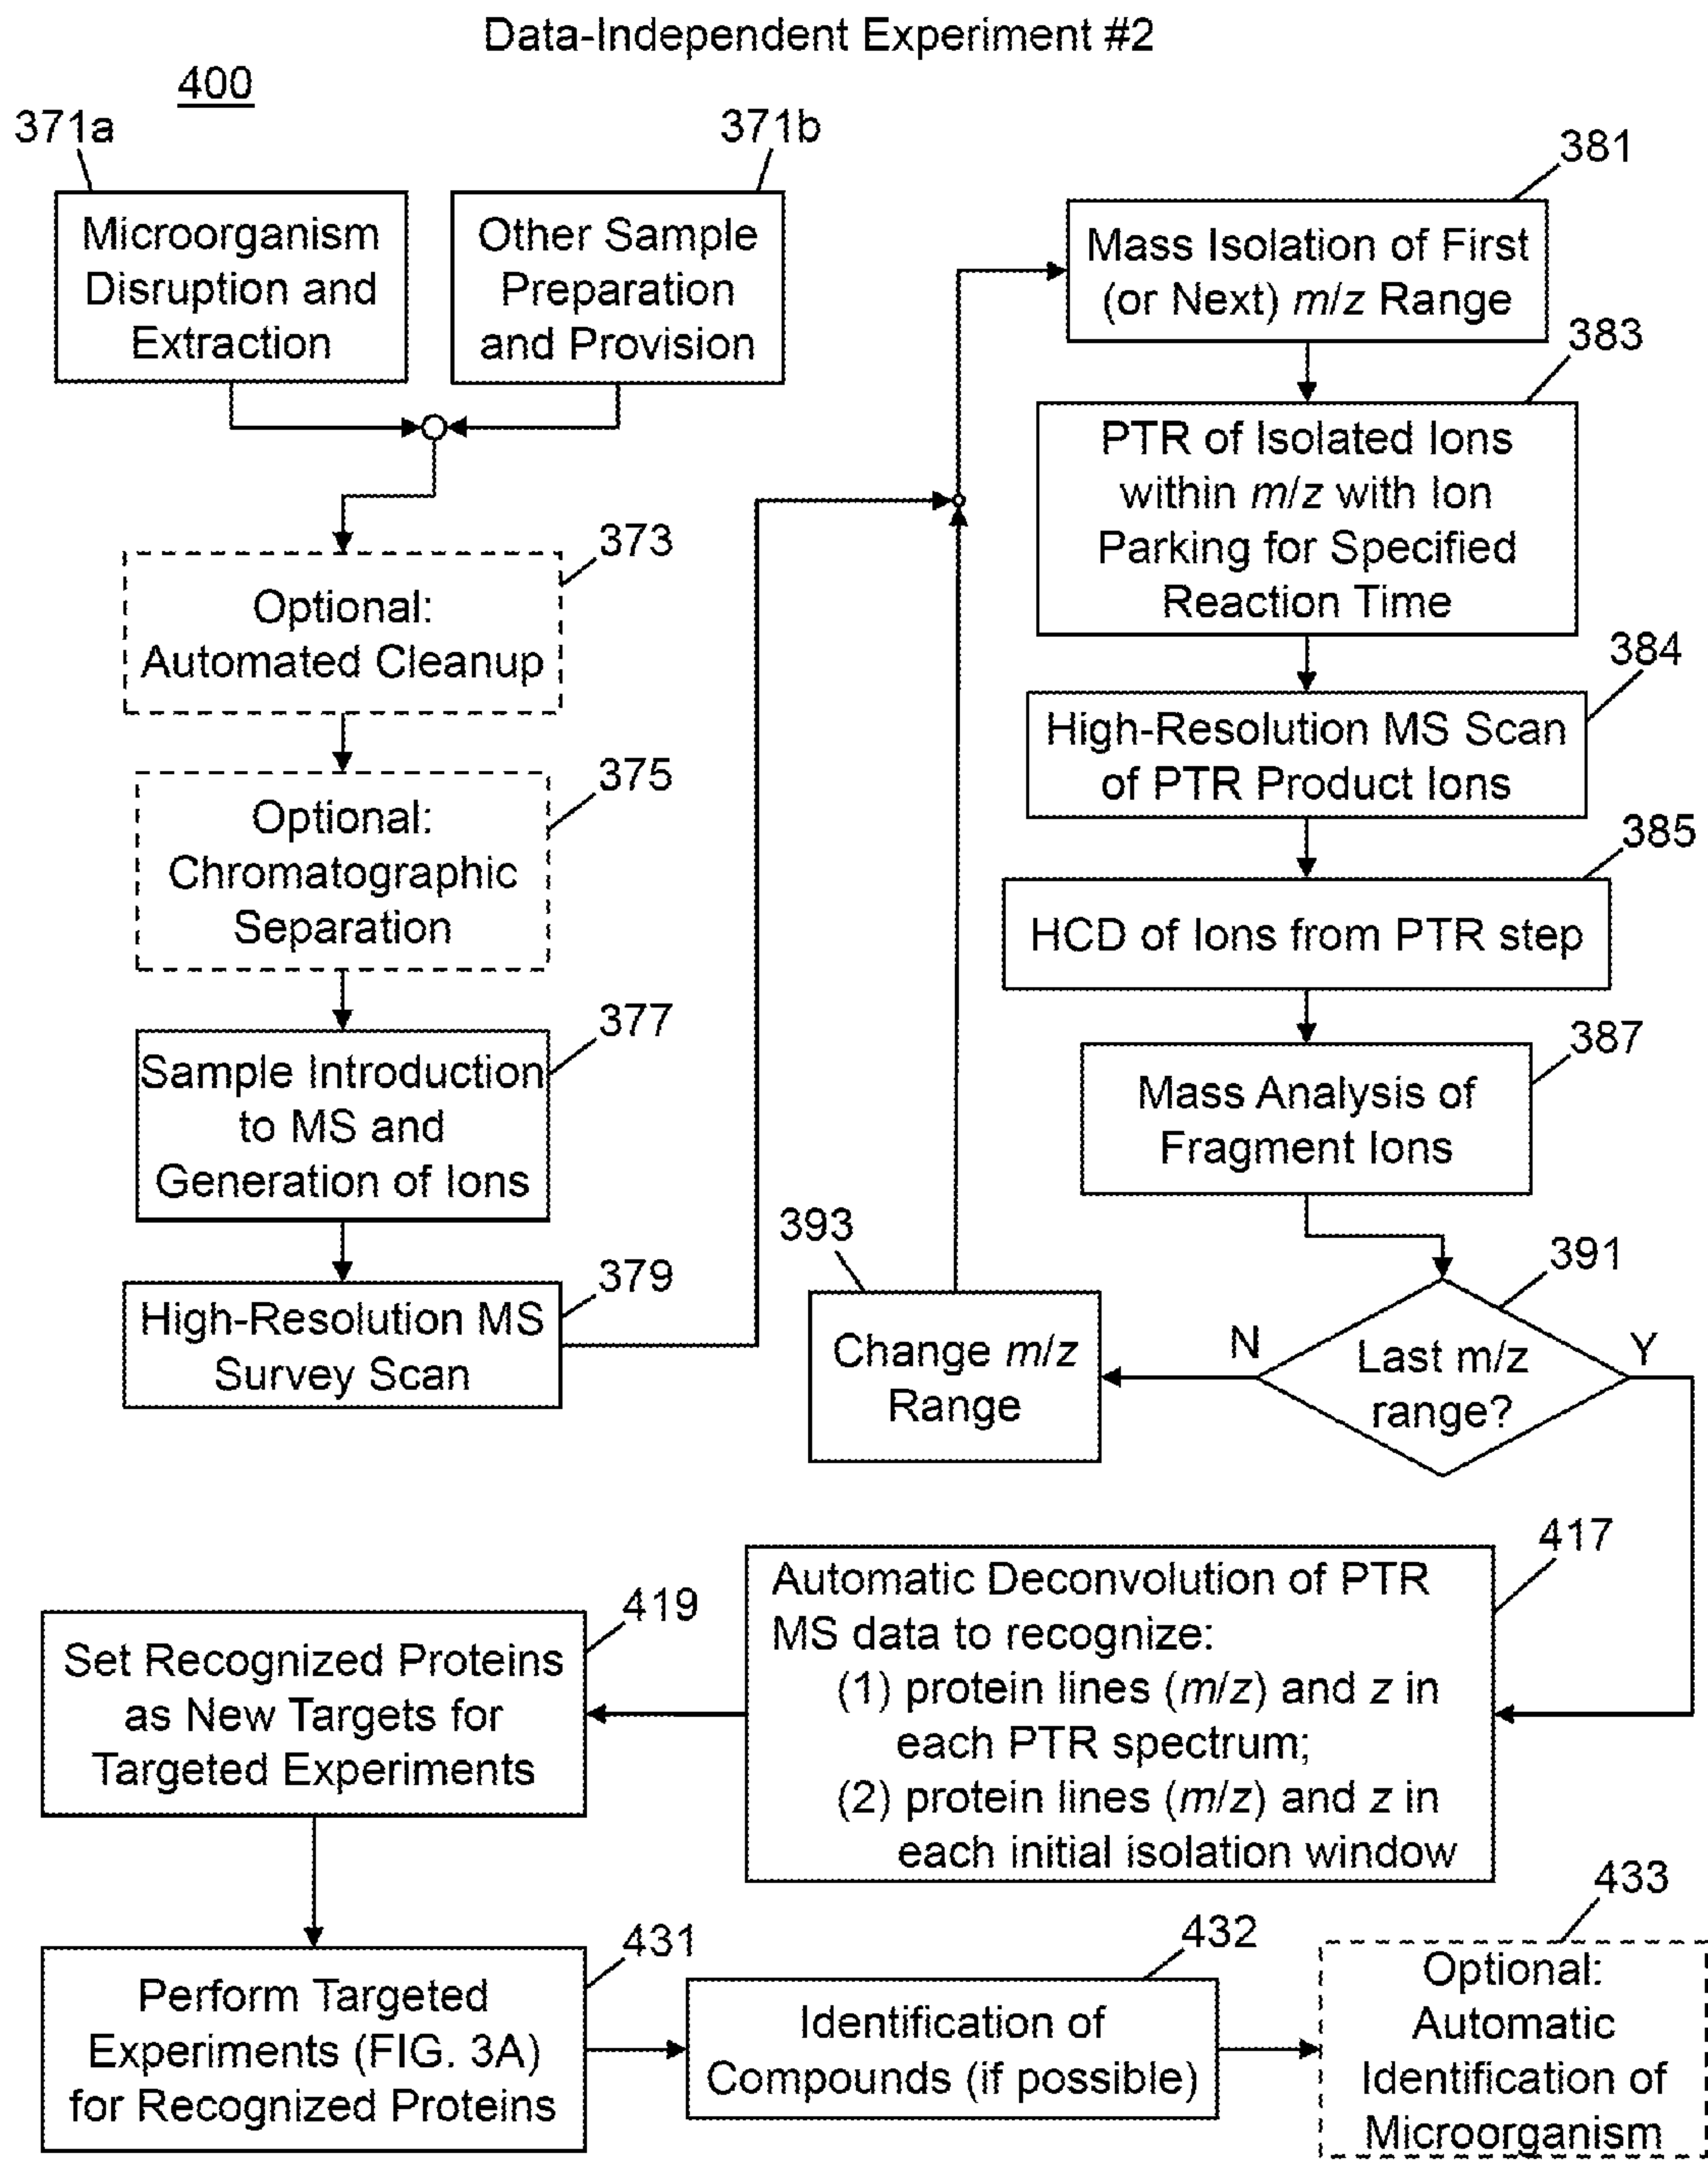 Data-Independent Experiment #2
400
371a
Microorganism
Disruption and
Extraction
371b
Other Sample
Preparation
and Provision
373
Optional:
Automated Cleanup
375
Optional:
Chromatographic
Separation
377
Sample Introduction
to MS and
Generation of Ions
379
High-Resolution MS
Survey Scan
381
Mass Isolation of First
(or Next) m/z Range
383
PTR of Isolated Ions
within m/z with Ion
Parking for Specified
Reaction Time
384
High-Resolution MS Scan
of PTR Product Ions
385
HCD of Ions from PTR step
387
Mass Analysis of
Fragment Ions
391
Last m/z
range?
N
Y
393
Change m/z
Range
417
Automatic Deconvolution of PTR
MS data to recognize:
(1) protein lines (m/z) and z in
each PTR spectrum;
(2) protein lines (m/z) and z in
each initial isolation window
419
Set Recognized Proteins
as New Targets for
Targeted Experiments
431
Perform Targeted
Experiments (FIG. 3A)
for Recognized Proteins
432
Identification of
Compounds (if possible)
433
Optional:
Automatic
Identification of
Microorganism